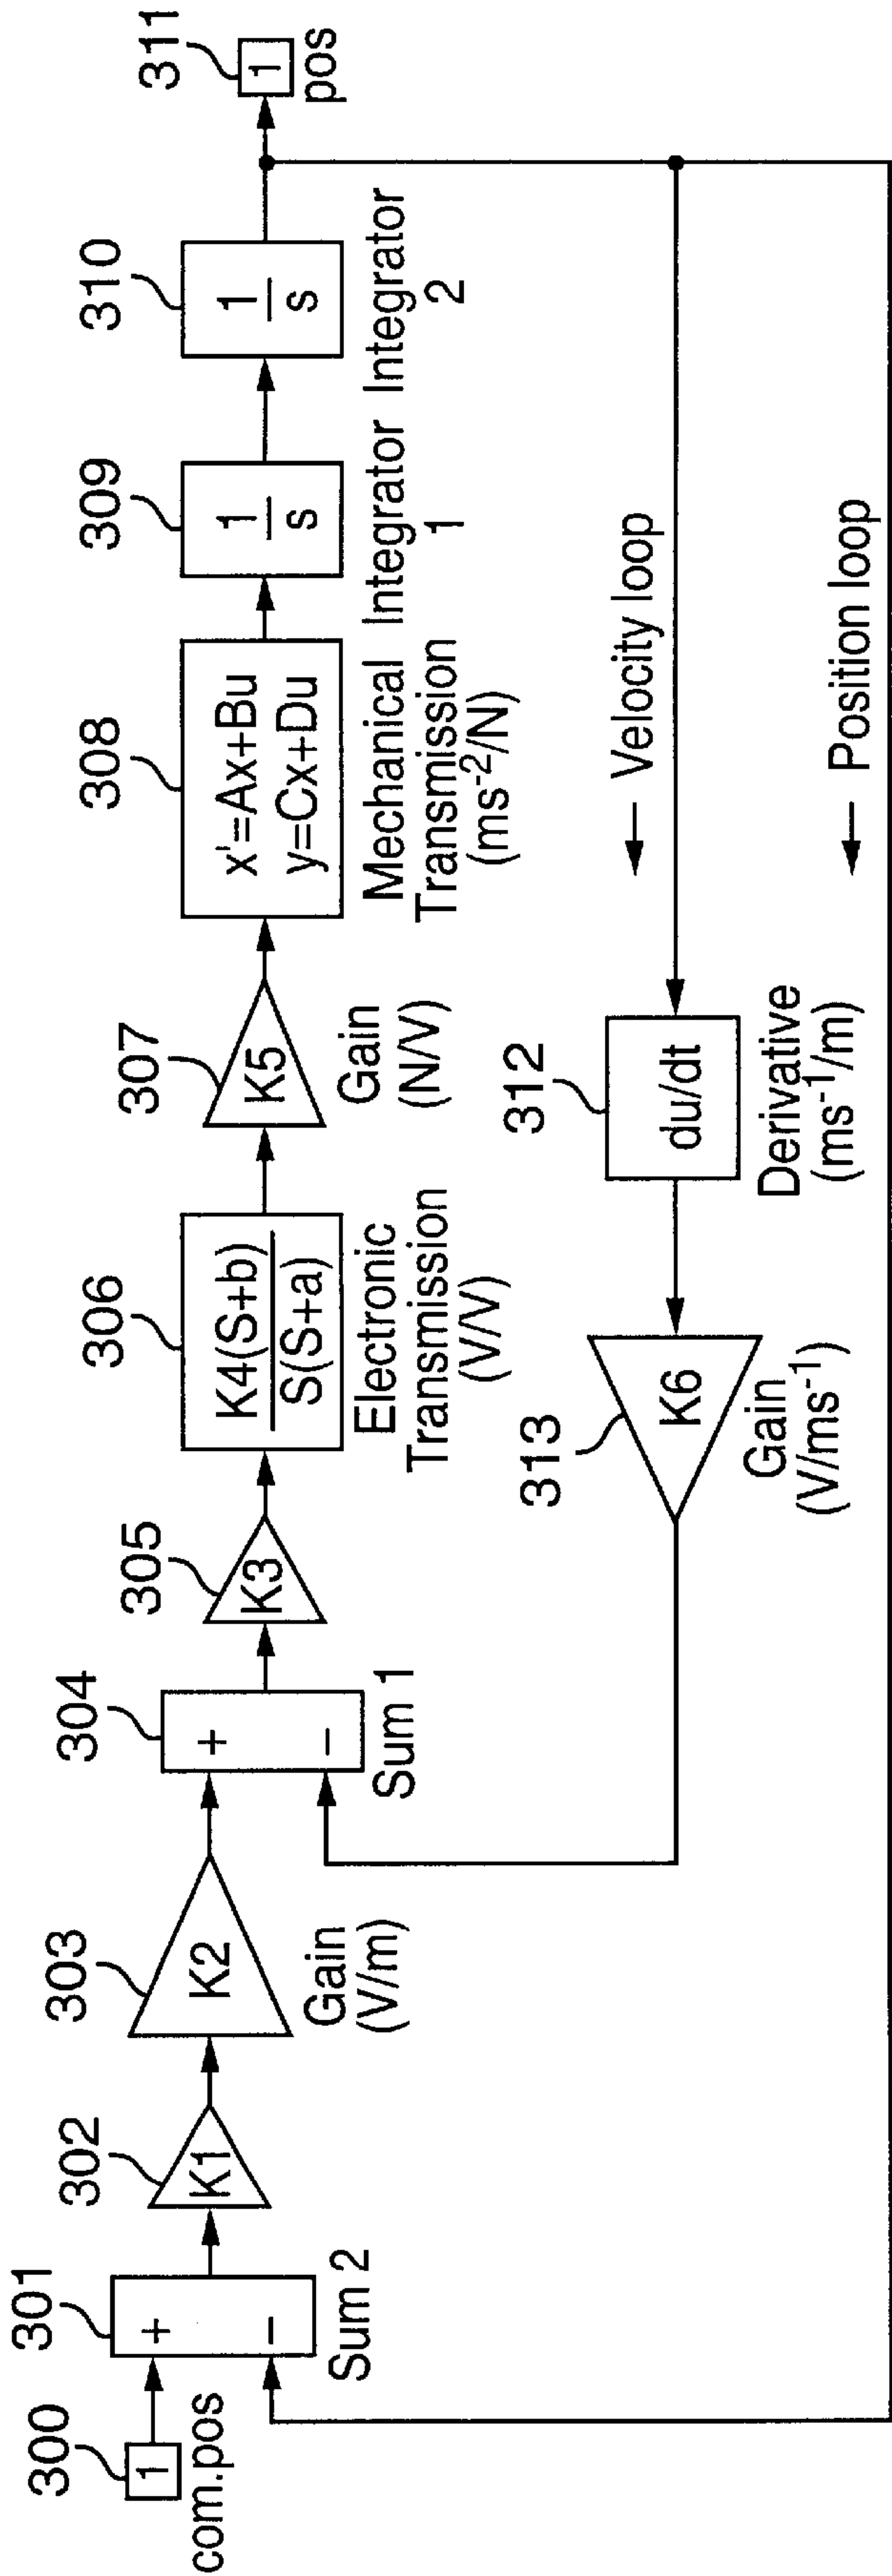 300
1
com.pos
301
+
−
Sum 2
302
K1
303
K2
Gain
(V/m)
304
+
−
Sum 1
305
K3
306
K4(S+b)
S(S+a)
Electronic
Transmission
(V/V)
307
K5
Gain
(N/V)
308
x'=Ax+Bu
y=Cx+Du
Mechanical
Transmission
(ms⁻²/N)
309
1
s
Integrator
1
310
1
s
Integrator
2
311
1
pos
313
K6
Gain
(V/ms⁻¹)
312
du/dt
Derivative
(ms⁻¹/m)
Velocity loop
Position loop